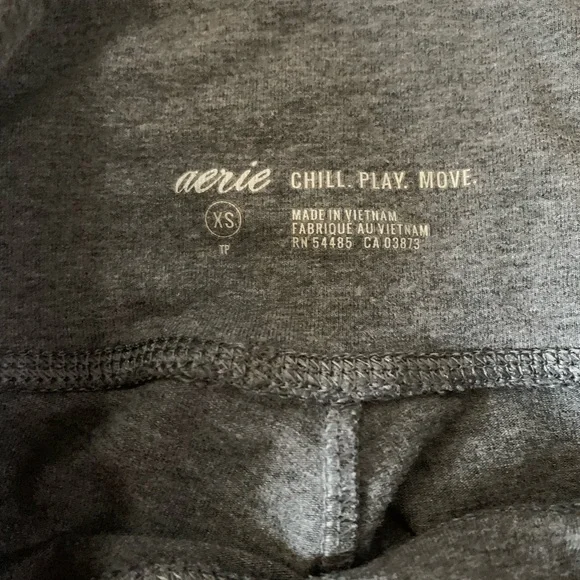 aerie CHILL. PLAY. MOVE.
XS
TP
MADE IN VIETNAM
FABRIQUE AU VIETNAM
RN 54485 CA 03873